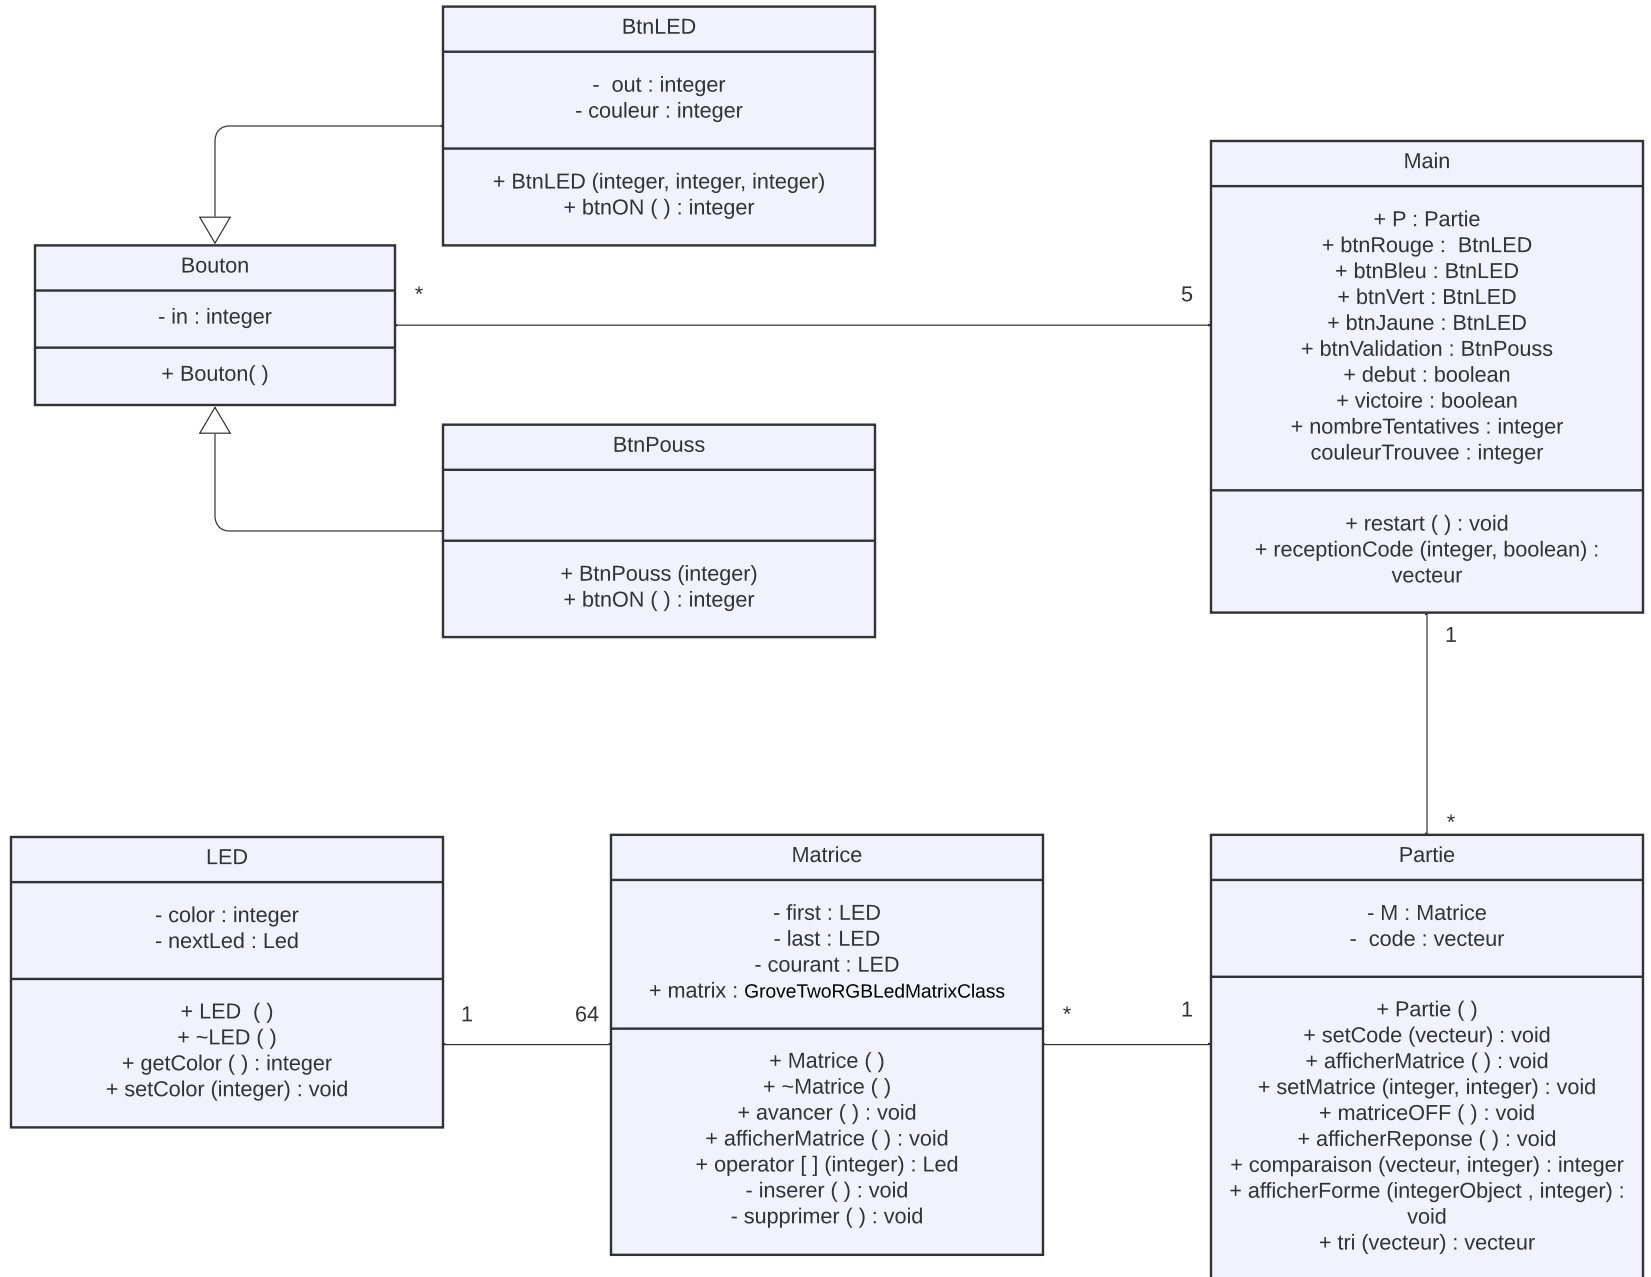 BtnLED
- out : integer
- couleur : integer
+ BtnLED (integer, integer, integer)
+ btnON ( ) : integer
Bouton
- in : integer
+ Bouton( )
*
5
BtnPouss
+ BtnPouss (integer)
+ btnON ( ) : integer
Main
+ P : Partie
+ btnRouge : BtnLED
+ btnBleu : BtnLED
+ btnVert : BtnLED
+ btnJaune : BtnLED
+ btnValidation : BtnPouss
+ debut : boolean
+ victoire : boolean
+ nombreTentatives : integer
couleurTrouvee : integer
+ restart ( ) : void
+ receptionCode (integer, boolean) :
vecteur
1
*
LED
- color : integer
- nextLed : Led
+ LED ( )
+ ~LED ( )
+ getColor ( ) : integer
+ setColor (integer) : void
1
64
Matrice
- first : LED
- last : LED
- courant : LED
+ matrix : GroveTwoRGBLedMatrixClass
+ Matrice ( )
+ ~Matrice ( )
+ avancer ( ) : void
+ afficherMatrice ( ) : void
+ operator [ ] (integer) : Led
- inserer ( ) : void
- supprimer ( ) : void
*
1
Partie
- M : Matrice
- code : vecteur
+ Partie ( )
+ setCode (vecteur) : void
+ afficherMatrice ( ) : void
+ setMatrice (integer, integer) : void
+ matriceOFF ( ) : void
+ afficherReponse ( ) : void
+ comparaison (vecteur, integer) : integer
+ afficherForme (integerObject , integer) :
void
+ tri (vecteur) : vecteur